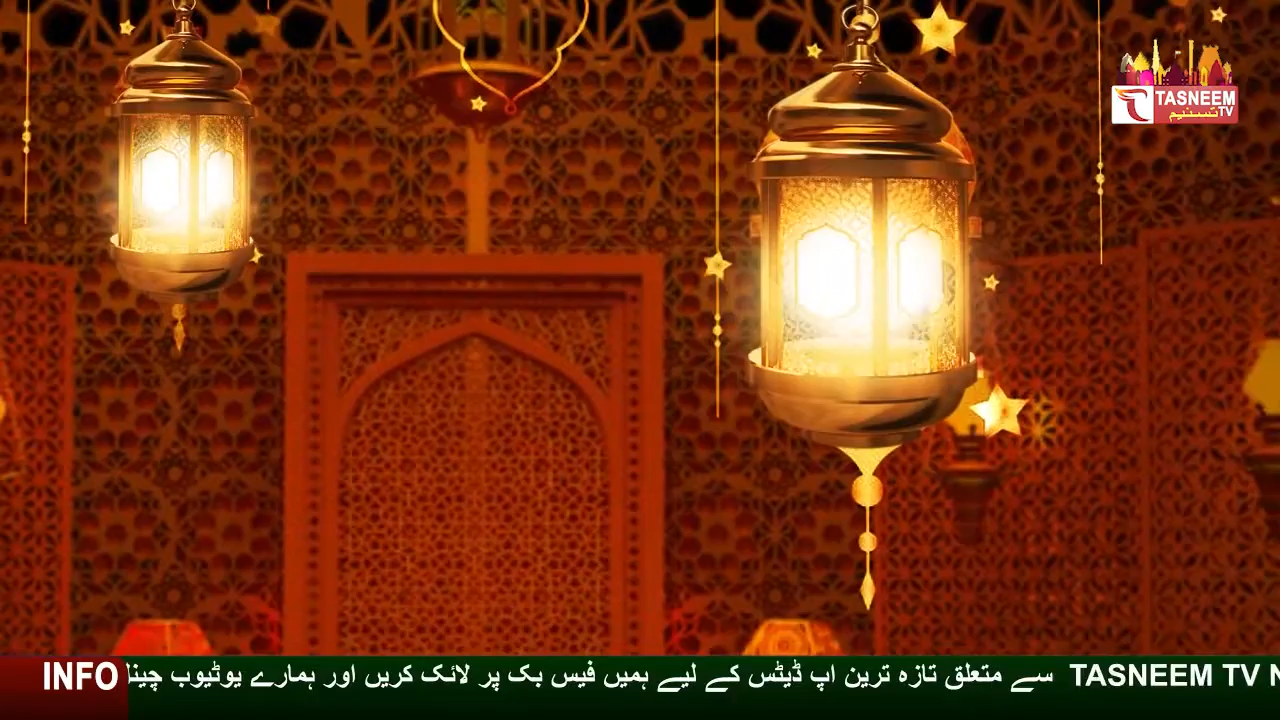 TASNEEM
TV تسنیم
INFO
TASNEEM TV سے متعلق تازہ ترین اپ ڈیٹس کے لیے ہمیں فیس بک پر لائک کریں اور ہمارے یوٹیوب